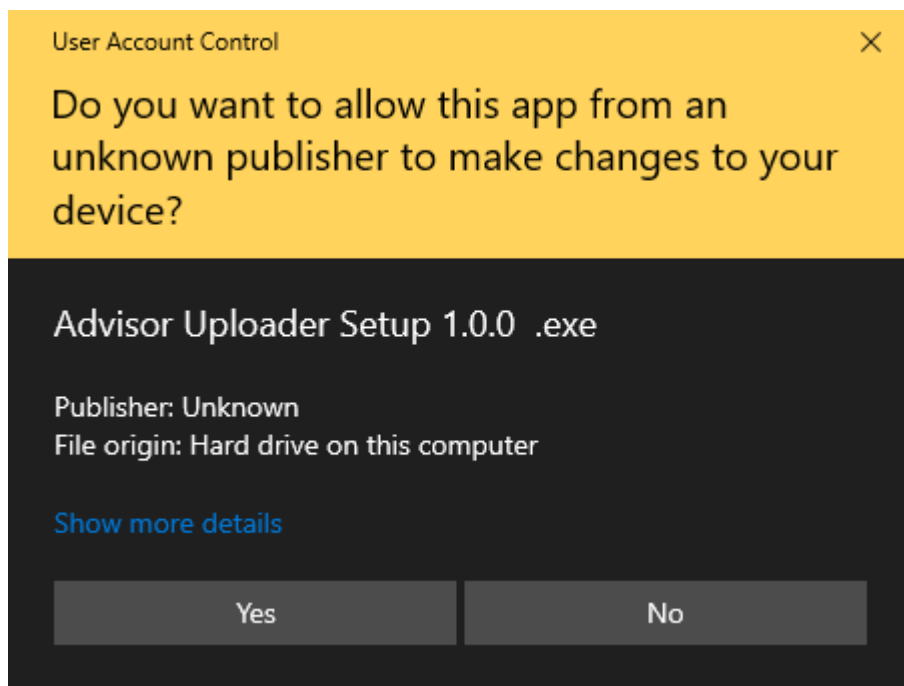 User Account Control
Do you want to allow this app from an
unknown publisher to make changes to your
device?
Advisor Uploader Setup 1.0.0  .exe
Publisher: Unknown
File origin: Hard drive on this computer
Show more details
Yes
No